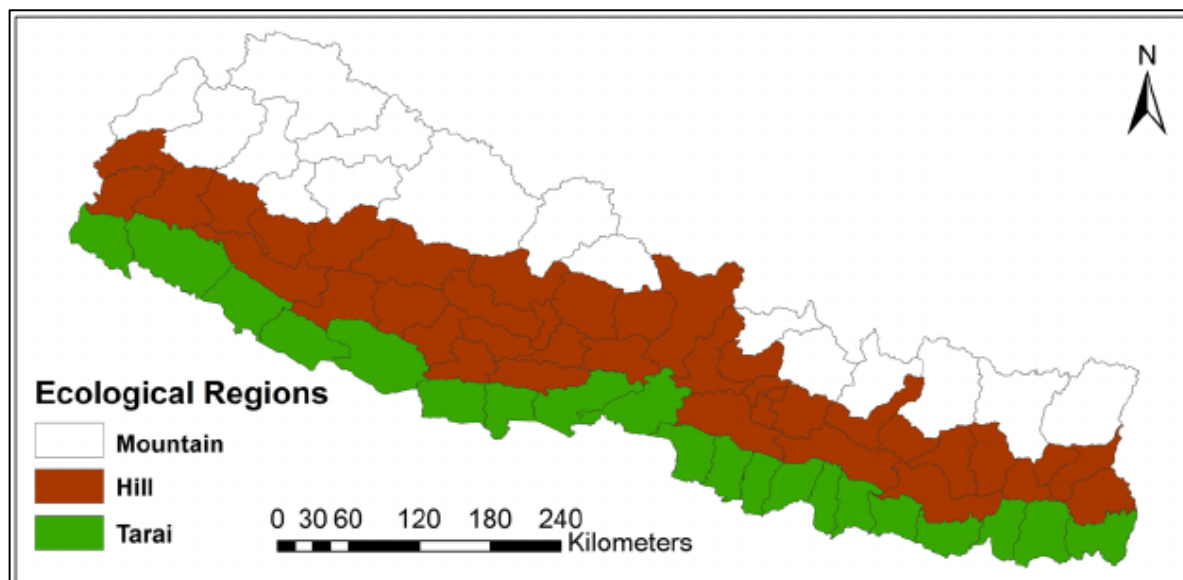 N
Ecological Regions
Mountain
Hill
Tarai
0 30 60 120 180 240
Kilometers